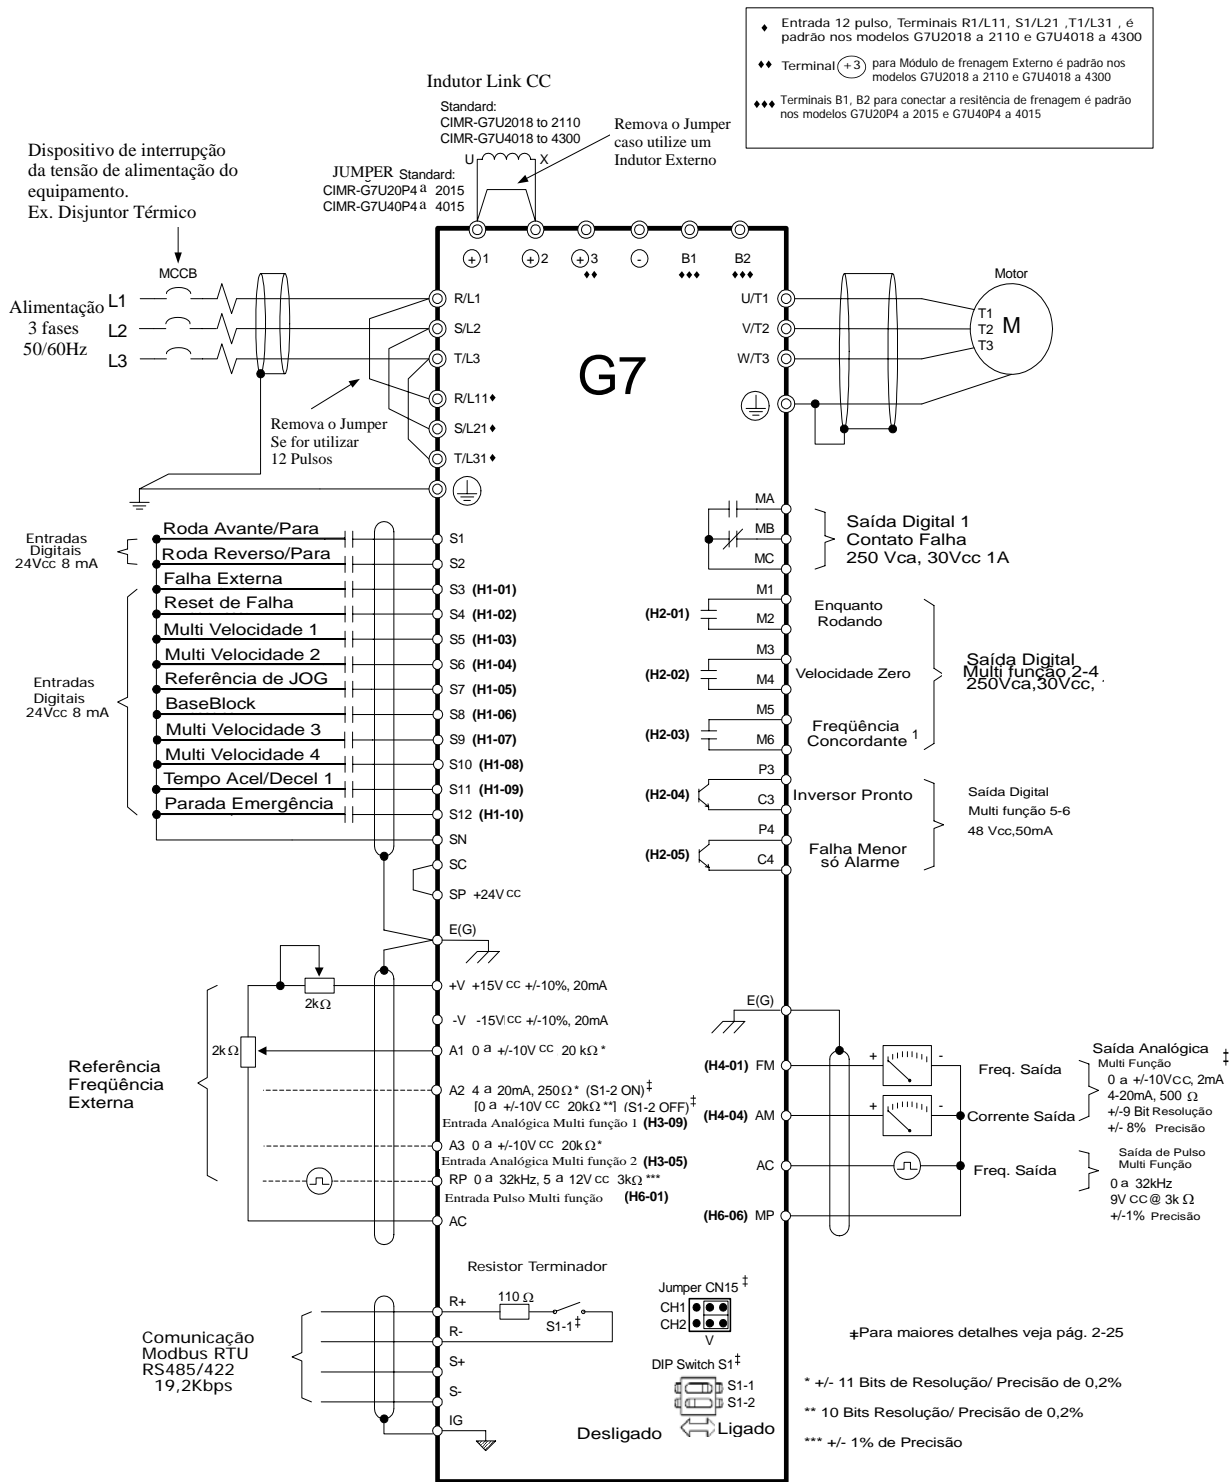 ♦ Entrada 12 pulso, Terminais R1/L11, S1/L21 ,T1/L31 , é
padrão nos modelos G7U2018 a 2110 e G7U4018 a 4300
♦♦ Terminal +3 para Módulo de frenagem Externo é padrão nos
modelos G7U2018 a 2110 e G7U4018 a 4300
♦♦♦ Terminais B1, B2 para conectar a resitência de frenagem é padrão
nos modelos G7U20P4 a 2015 e G7U40P4 a 4015
Indutor Link CC
Standard:
CIMR-G7U2018 to 2110
CIMR-G7U4018 to 4300
Remova o Jumper
caso utilize um
Indutor Externo
U X
JUMPER Standard:
CIMR-G7U20P4 a 2015
CIMR-G7U40P4 a 4015
Dispositivo de interrupção
da tensão de alimentação do
equipamento.
Ex. Disjuntor Térmico
MCCB
Alimentação
3 fases
50/60Hz
L1
L2
L3
+1 +2 +3 - B1 B2
♦♦ ♦♦♦ ♦♦♦
R/L1
S/L2
T/L3
R/L11♦
S/L21♦
T/L31♦
Remova o Jumper
Se for utilizar
12 Pulsos
G7
U/T1
V/T2
W/T3
Motor
T1
T2
T3
M
Entradas
Digitais
24Vcc 8 mA
Roda Avante/Para S1
Roda Reverso/Para S2
Falha Externa S3 (H1-01)
Reset de Falha S4 (H1-02)
Multi Velocidade 1 S5 (H1-03)
Multi Velocidade 2 S6 (H1-04)
Referência de JOG S7 (H1-05)
BaseBlock S8 (H1-06)
Multi Velocidade 3 S9 (H1-07)
Multi Velocidade 4 S10 (H1-08)
Tempo Acel/Decel 1 S11 (H1-09)
Parada Emergência S12 (H1-10)
Entradas
Digitais
24Vcc 8 mA
SN
SC
SP +24V CC
E(G)
MA
MB
MC
Saída Digital 1
Contato Falha
250 Vca, 30Vcc 1A
M1
(H2-01) M2
Enquanto
Rodando
M3
(H2-02) M4
Velocidade Zero
M5
(H2-03) M6
Freqüência
Concordante 1
Saída Digital
Multi função 2-4
250Vca,30Vcc,
P3
(H2-04) C3
Inversor Pronto
P4
(H2-05) C4
Falha Menor
só Alarme
Saída Digital
Multi função 5-6
48 Vcc,50mA
Referência
Freqüência
Externa
2kΩ
2kΩ
+V +15V CC +/-10%, 20mA
-V -15V CC +/-10%, 20mA
A1 0 a +/-10V CC 20 kΩ *
A2 4 a 20mA, 250 Ω * (S1-2 ON) ‡
[0 a +/-10V CC 20kΩ **] (S1-2 OFF) ‡
Entrada Analógica Multi função 1 (H3-09)
A3 0 a +/-10V CC 20kΩ *
Entrada Analógica Multi função 2 (H3-05)
RP 0 a 32kHz, 5 a 12V cc 3kΩ ***
Entrada Pulso Multi função (H6-01)
AC
E(G)
(H4-01) FM
+ -
Freq. Saída
(H4-04) AM
+ -
Corrente Saída
AC
Freq. Saída
(H6-06) MP
Saída Analógica ‡
Multi Função
0 a +/-10VCC, 2mA
4-20mA, 500 Ω
+/-9 Bit Resolução
+/- 8% Precisão
Saída de Pulso
Multi Função
0 a 32kHz
9V CC @ 3k Ω
+/-1% Precisão
Comunicação
Modbus RTU
RS485/422
19,2Kbps
Resistor Terminador
R+ 110 Ω
S1-1 ‡
R-
S+
S-
IG
Jumper CN15 ‡
CH1
CH2
V
DIP Switch S1 ‡
S1-1
S1-2
Desligado Ligado
‡Para maiores detalhes veja pág. 2-25
* +/- 11 Bits de Resolução/ Precisão de 0,2%
** 10 Bits Resolução/ Precisão de 0,2%
*** +/- 1% de Precisão